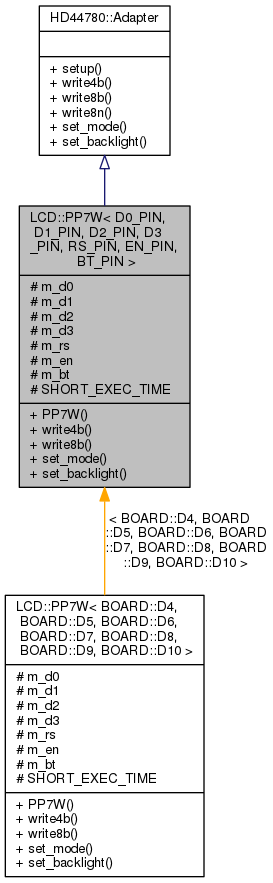 HD44780::Adapter
+ setup()
+ write4b()
+ write8b()
+ write8n()
+ set_mode()
+ set_backlight()
LCD::PP7W< D0_PIN,
D1_PIN, D2_PIN, D3
_PIN, RS_PIN, EN_PIN,
BT_PIN >
# m_d0
# m_d1
# m_d2
# m_d3
# m_rs
# m_en
# m_bt
# SHORT_EXEC_TIME
+ PP7W()
+ write4b()
+ write8b()
+ set_mode()
+ set_backlight()
< BOARD::D4, BOARD
::D5, BOARD::D6, BOARD
::D7, BOARD::D8, BOARD
::D9, BOARD::D10 >
LCD::PP7W< BOARD::D4,
BOARD::D5, BOARD::D6,
BOARD::D7, BOARD::D8,
BOARD::D9, BOARD::D10 >
# m_d0
# m_d1
# m_d2
# m_d3
# m_rs
# m_en
# m_bt
# SHORT_EXEC_TIME
+ PP7W()
+ write4b()
+ write8b()
+ set_mode()
+ set_backlight()